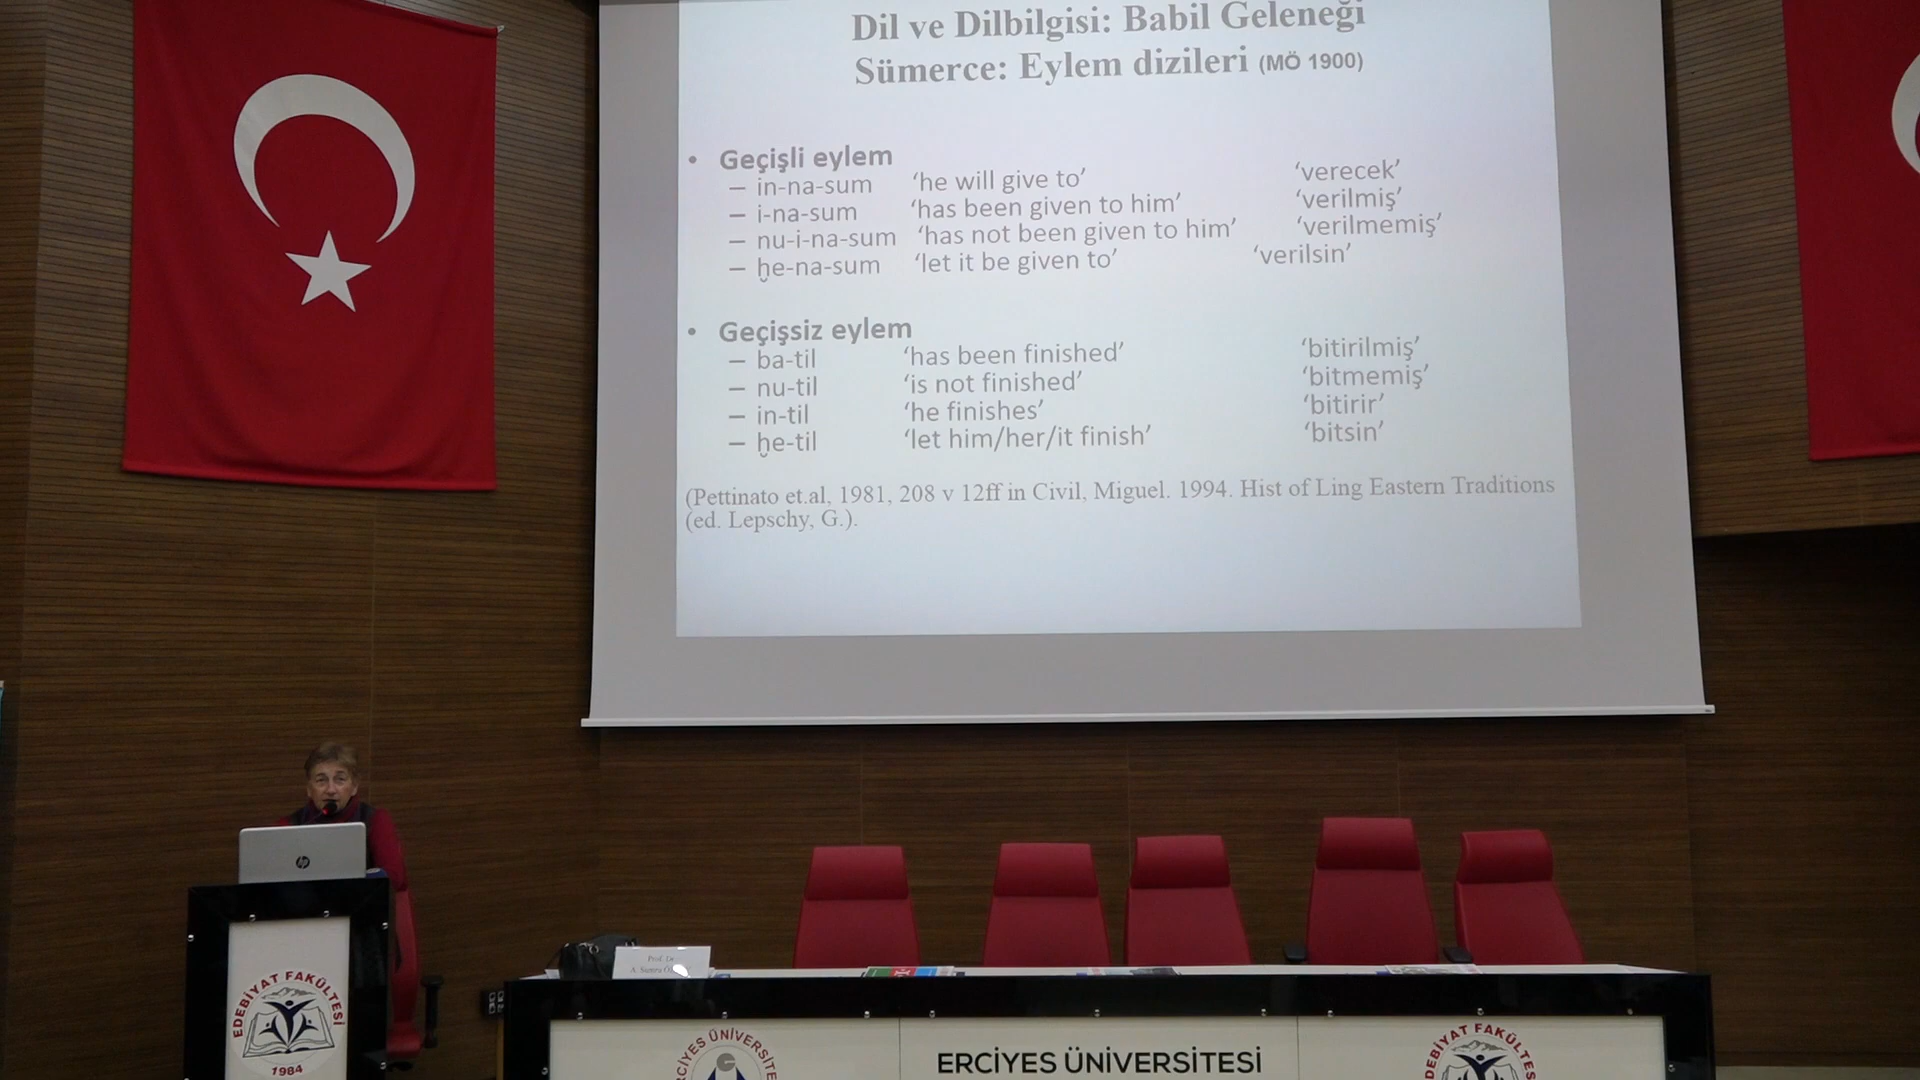 Dil ve Dilbilgisi: Babil Geleneği
Sümerce: Eylem dizileri (MÖ 1900)
• Geçişli eylem
– in-na-sum ‘he will give to’ ‘verecek’
– i-na-sum ‘has been given to him’ ‘verilmiş’
– nu-i-na-sum ‘has not been given to him’ ‘verilmemiş’
– ḫe-na-sum ‘let it be given to’ ‘verilsin’
• Geçişsiz eylem
– ba-til ‘has been finished’ ‘bitirilmiş’
– nu-til ‘is not finished’ ‘bitmemiş’
– in-til ‘he finishes’ ‘bitirir’
– ḫe-til ‘let him/her/it finish’ ‘bitsin’
(Pettinato et.al, 1981, 208 v 12ff in Civil, Miguel. 1994. Hist of Ling Eastern Traditions
(ed. Lepschy, G.).
hp
Prof. Dr.
A. Sumru
EDEBİYAT FAKÜLTESİ
1984
ERCİYES ÜNİVERSİTESİ
EDEBİYAT FAKÜLTESİ